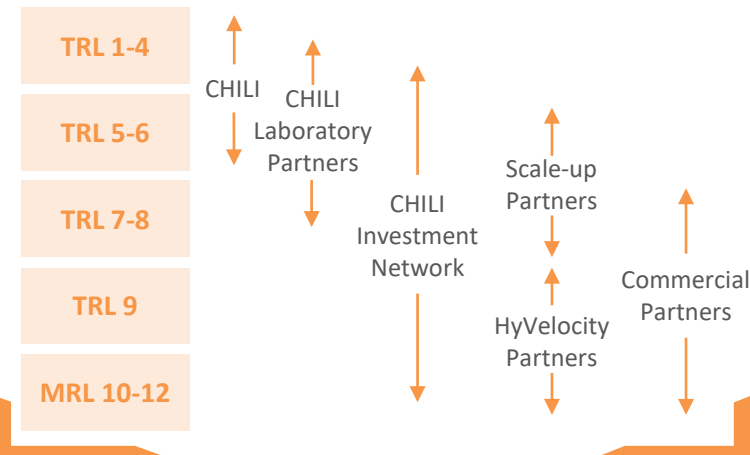 TRL 1-4
TRL 5-6
TRL 7-8
TRL 9
MRL 10-12
CHILI
CHILI
Laboratory
Partners
CHILI
Investment
Network
Scale-up
Partners
HyVelocity
Partners
Commercial
Partners